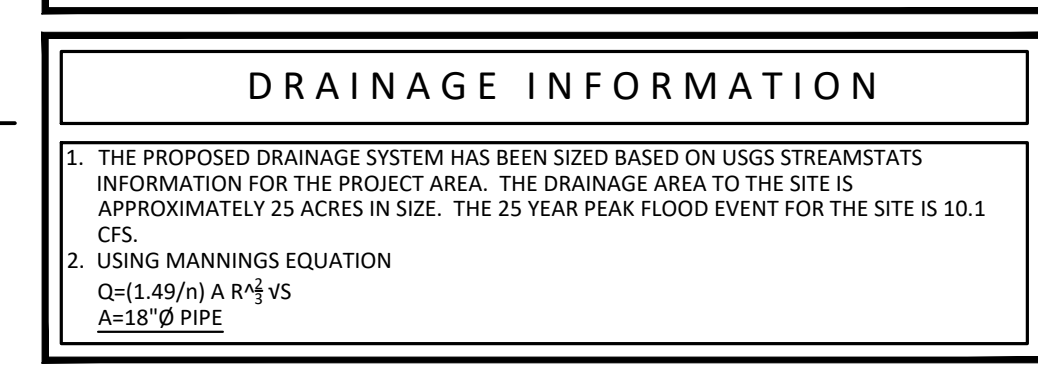 DRAINAGE INFORMATION
1. THE PROPOSED DRAINAGE SYSTEM HAS BEEN SIZED BASED ON USGS STREAMSTATS
INFORMATION FOR THE PROJECT AREA. THE DRAINAGE AREA TO THE SITE IS
APPROXIMATELY 25 ACRES IN SIZE. THE 25 YEAR PEAK FLOOD EVENT FOR THE SITE IS 10.1
CFS.
2. USING MANNINGS EQUATION
Q=(1.49/n) A R^2/3 √S
A=18"Ø PIPE